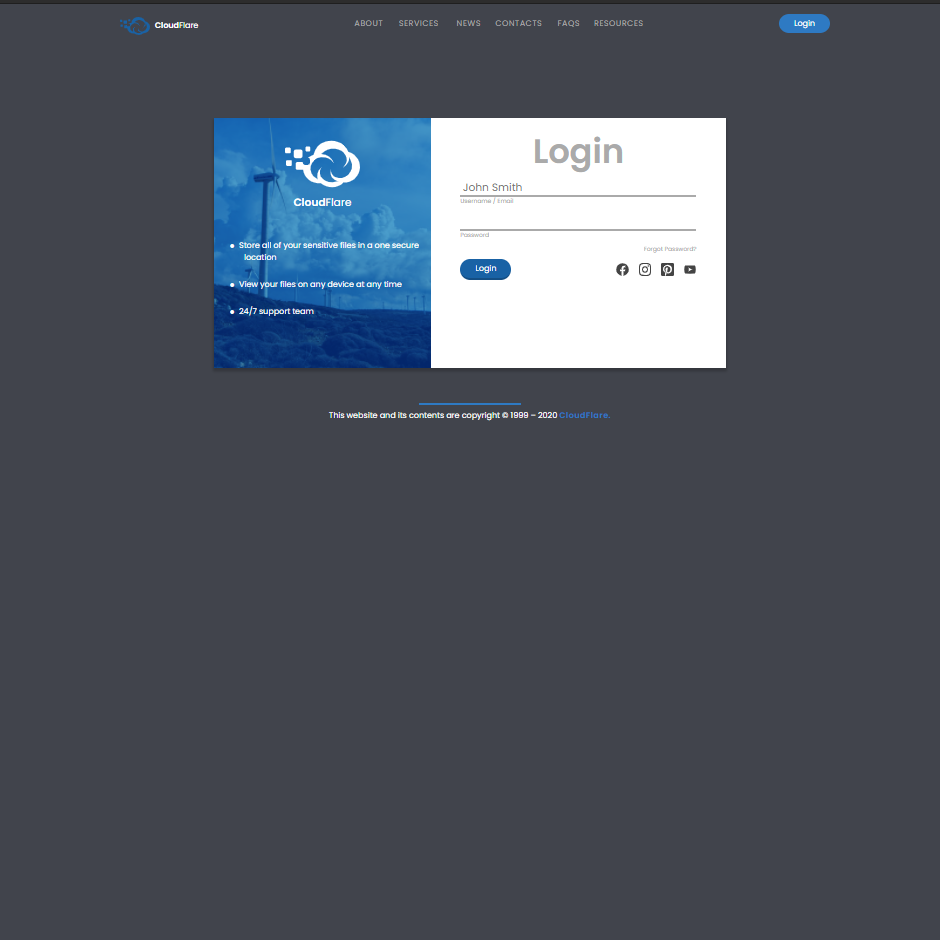 CloudFlare
ABOUT SERVICES NEWS CONTACTS FAQS RESOURCES
Login
CloudFlare
Store all of your sensitive files in a one secure
location
View your files on any device at any time
24/7 support team
Login
John Smith
Username / Email
Password
Forgot Password?
Login
This website and its contents are copyright © 1999 – 2020 CloudFlare.